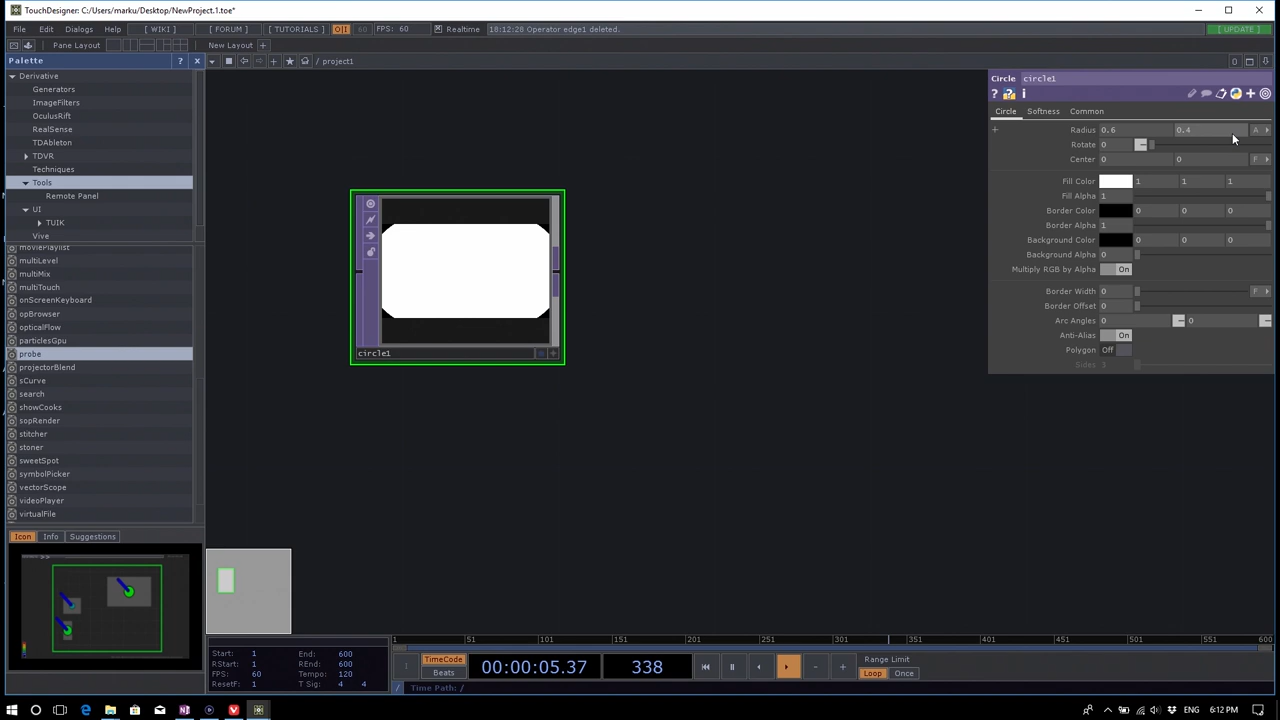 TouchDesigner: C:/Users/marku/Desktop/NewProject.1.toe*
File Edit Dialogs Help [ WIKI ] [ FORUM ] [ TUTORIALS ] O|I 60 FPS: 60 Realtime 18:12:28 Operator edge1 deleted. [ UPDATE ]
Pane Layout New Layout +
Palette ? x / project1 0
Derivative
Generators
ImageFilters
OculusRift
RealSense
TDAbleton
TDVR
Techniques
Tools
Remote Panel
UI
TUIK
Vive
moviePlaylist
multiLevel
multiMix
multiTouch
onScreenKeyboard
opBrowser
opticalFlow
particlesGpu
probe
projectorBlend
sCurve
search
showCooks
sopRender
stitcher
stoner
sweetSpot
symbolPicker
vectorScope
videoPlayer
virtualFile
Icon Info Suggestions
circle1
Circle circle1
? ? i
Circle Softness Common
Radius 0.6 0.4 A
Rotate 0
Center 0 0 F
Fill Color 1 1 1
Fill Alpha 1
Border Color 0 0 0
Border Alpha 1
Background Color 0 0 0
Background Alpha 0
Multiply RGB by Alpha On
Border Width 0 F
Border Offset 0
Arc Angles 0 0
Anti-Alias On
Polygon Off
Sides 3
1 51 101 151 201 251 301 351 401 451 501 551 600
Start: 1 End: 600
RStart: 1 REnd: 600
FPS: 60 Tempo: 120
ResetF: 1 T Sig: 4 4
TimeCode
Beats
00:00:05.37 338
Range Limit
Loop Once
/ Time Path: /
ENG 6:12 PM